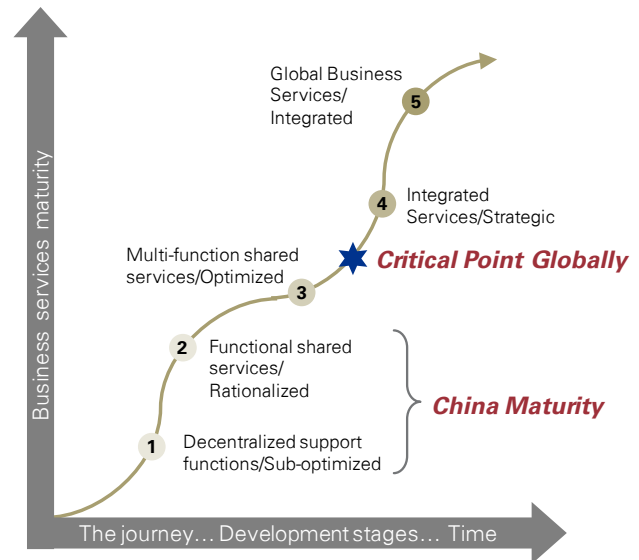 Global Business
Services/
Integrated
5
4
Integrated
Services/Strategic
Multi-function shared
services/Optimized
Critical Point Globally
3
2
Functional shared
services/
Rationalized
China Maturity
1
Decentralized support
functions/Sub-optimized
Business services maturity
The journey... Development stages... Time